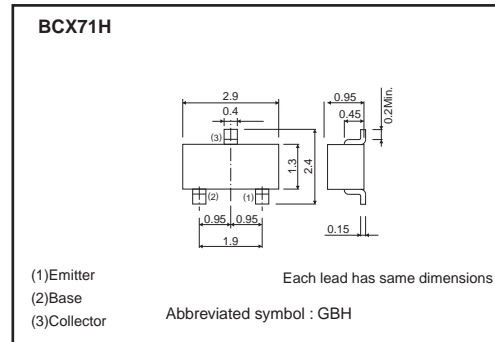 BCX71H
2.9
0.4
(3)
(2)
(1)
1.3
2.4
0.95 0.95
1.9
0.95
0.45
0.2Min.
0.15
(1)Emitter
(2)Base
(3)Collector
Each lead has same dimensions
Abbreviated symbol : GBH